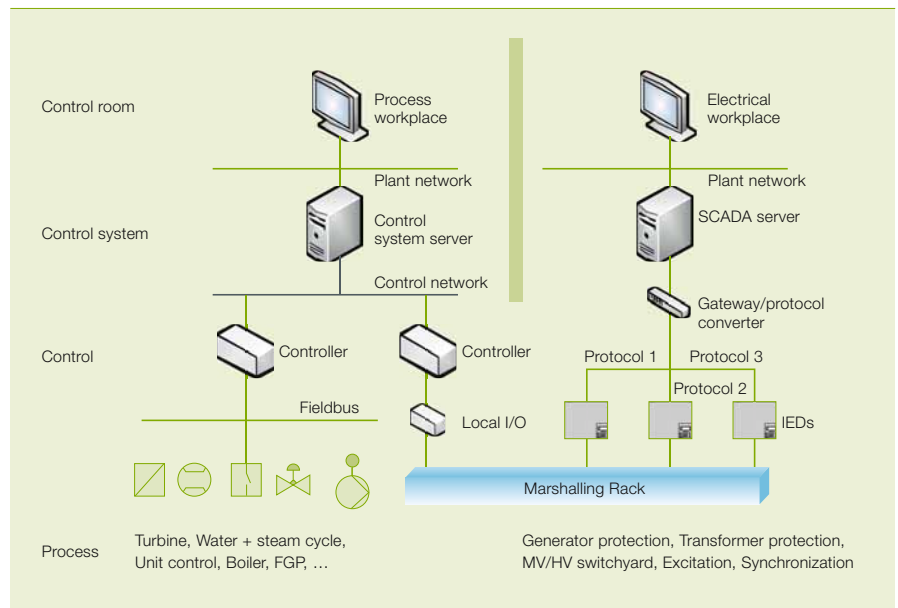 Control room
Process
workplace
Electrical
workplace
Plant network
Plant network
Control system
Control
system server
SCADA server
Control network
Gateway/protocol
converter
Control
Controller
Controller
Protocol 1
Protocol 3
Protocol 2
Fieldbus
Local I/O
IEDs
Marshalling Rack
Process
Turbine, Water + steam cycle,
Unit control, Boiler, FGP, ...
Generator protection, Transformer protection,
MV/HV switchyard, Excitation, Synchronization